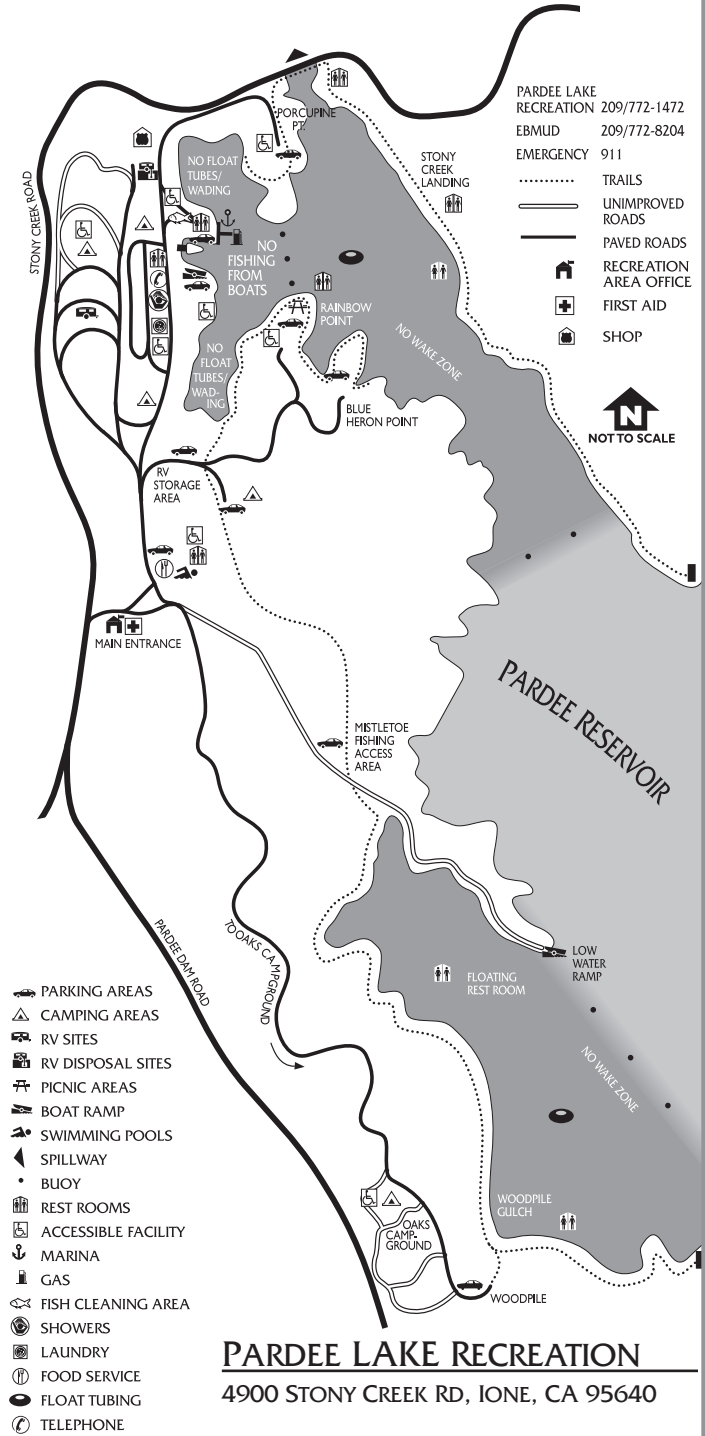 PORCUPINE
PT.
PARDEE LAKE
RECREATION 209/772-1472
EBMUD 209/772-8204
EMERGENCY 911
TRAILS
UNIMPROVED
ROADS
PAVED ROADS
RECREATION
AREA OFFICE
FIRST AID
SHOP
N
NOT TO SCALE
STONY CREEK ROAD
NO FLOAT
TUBES/
WADING
STONY
CREEK
LANDING
NO
FISHING
FROM
BOATS
RAINBOW
POINT
NO WAKE ZONE
NO
FLOAT
TUBES/
WAD-
ING
BLUE
HERON POINT
RV
STORAGE
AREA
MAIN ENTRANCE
PARDEE RESERVOIR
MISTLETOE
FISHING
ACCESS
AREA
PARDEE DAM ROAD
TO OAKS CAMPGROUND
FLOATING
REST ROOM
LOW
WATER
RAMP
NO WAKE ZONE
WOODPILE
GULCH
OAKS
CAMP-
GROUND
WOODPILE
PARKING AREAS
CAMPING AREAS
RV SITES
RV DISPOSAL SITES
PICNIC AREAS
BOAT RAMP
SWIMMING POOLS
SPILLWAY
BUOY
REST ROOMS
ACCESSIBLE FACILITY
MARINA
GAS
FISH CLEANING AREA
SHOWERS
LAUNDRY
FOOD SERVICE
FLOAT TUBING
TELEPHONE
PARDEE LAKE RECREATION
4900 STONY CREEK RD, IONE, CA 95640